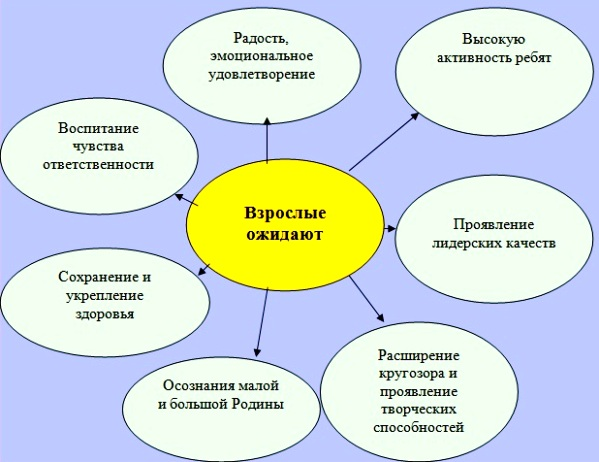 Радость,
эмоциональное
удовлетворение
Высокую
активность ребят
Воспитание
чувства
ответственности
Взрослые
ожидают
Проявление
лидерских качеств
Сохранение и
укрепление
здоровья
Осознания малой
и большой Родины
Расширение
кругозора и
проявление
творческих
способностей